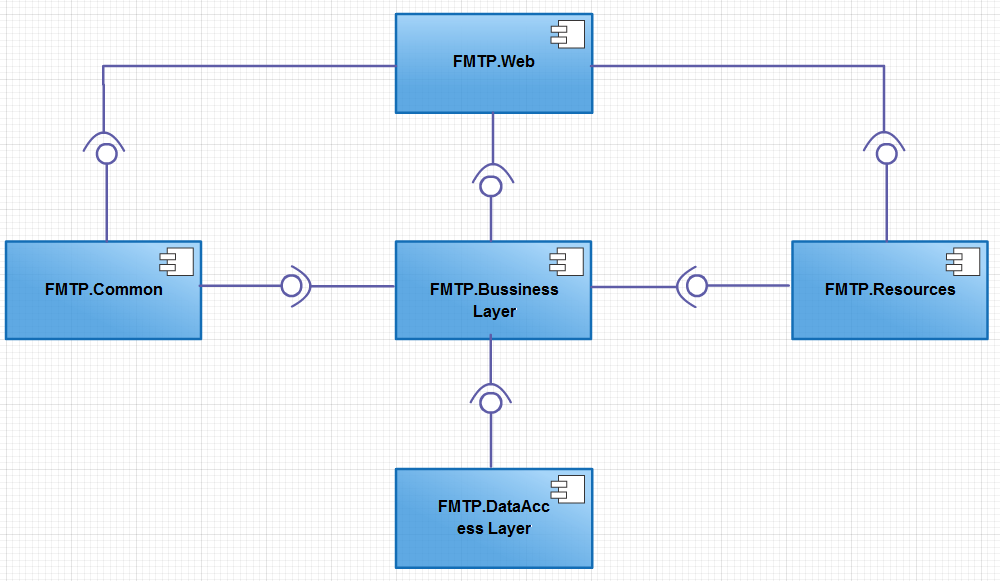 FMTP.Web
FMTP.Common
FMTP.Bussiness
Layer
FMTP.Resources
FMTP.DataAcc
ess Layer